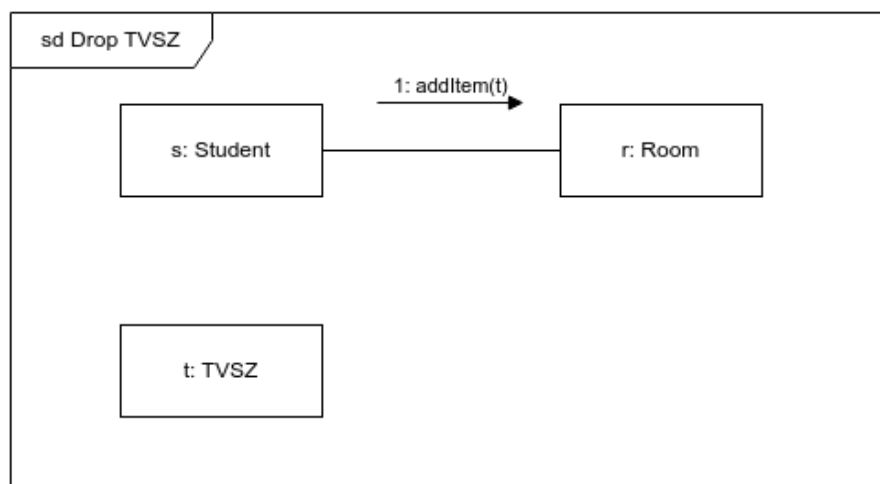 sd Drop TVSZ
1: addItem(t)
s: Student
r: Room
t: TVSZ